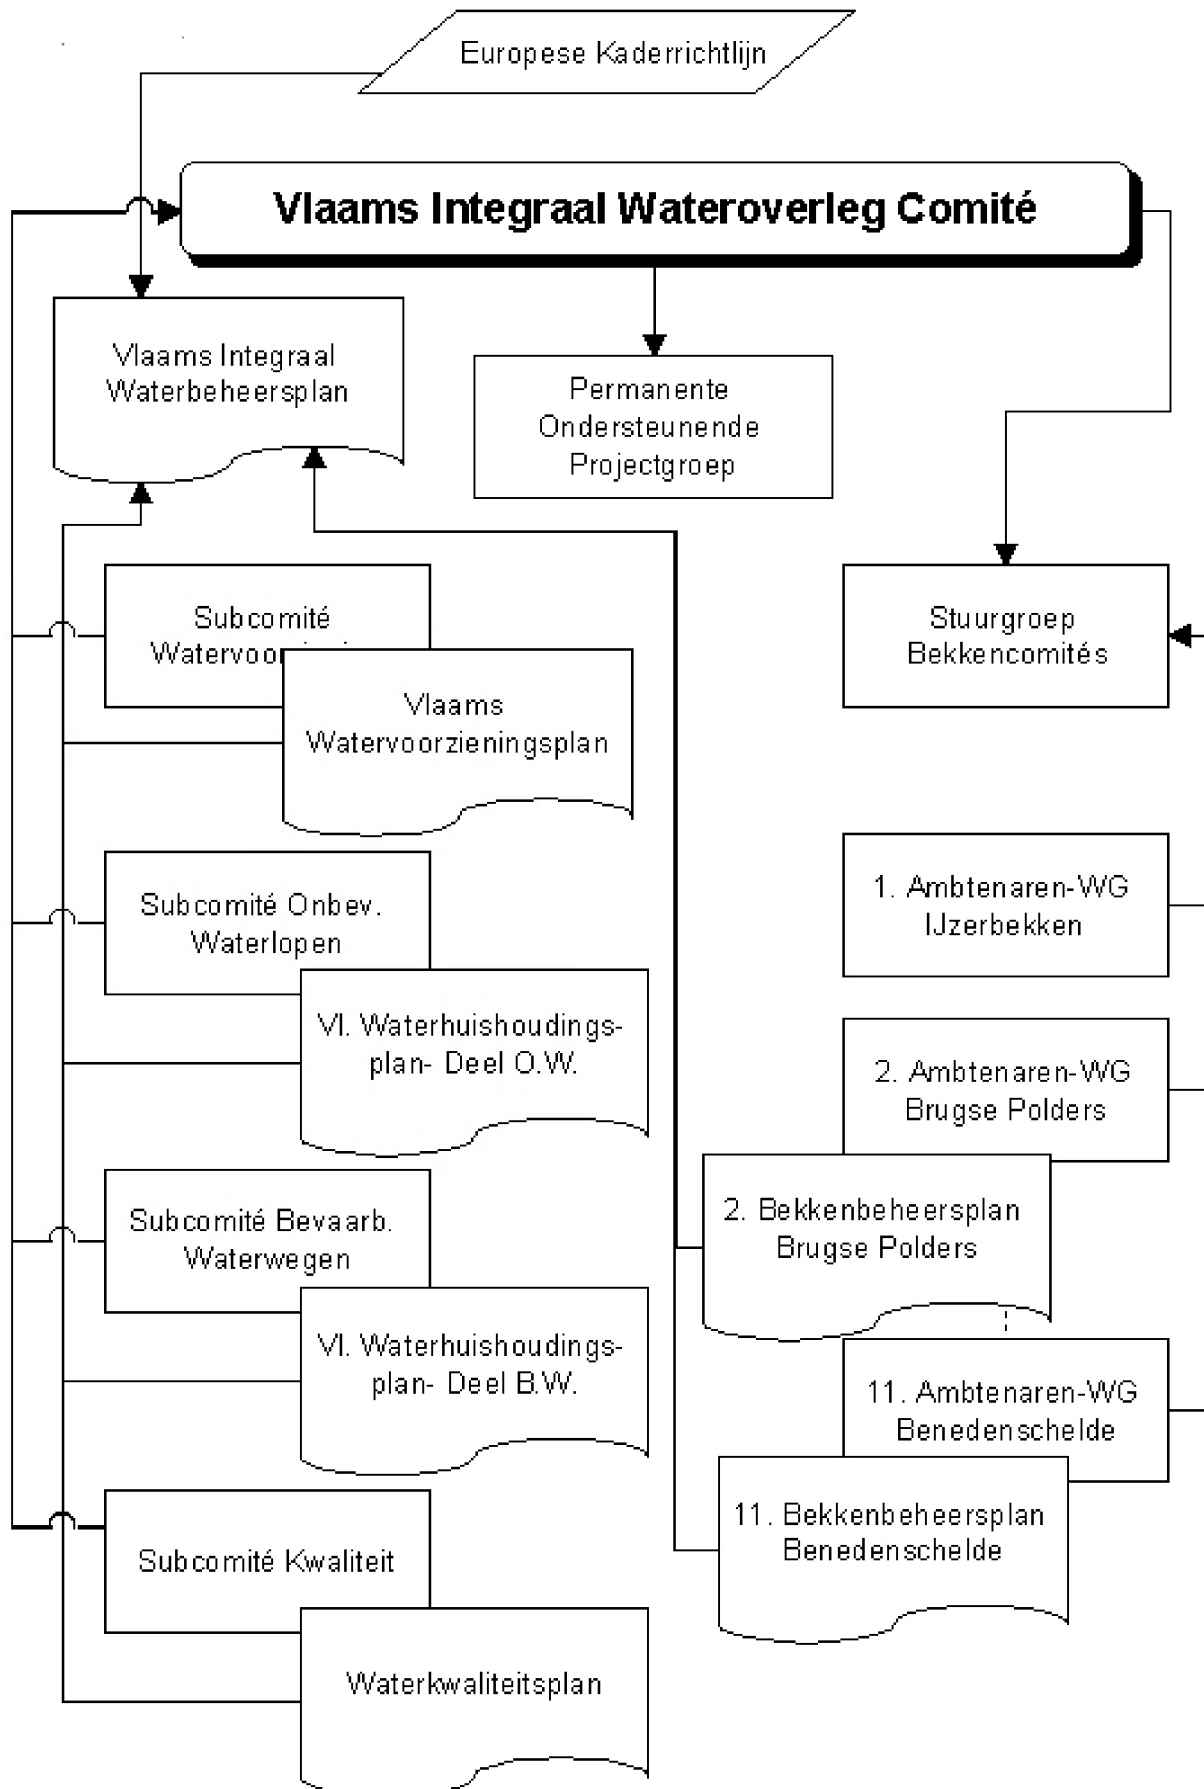 Europese Kaderrichtlijn
Vlaams Integraal Wateroverleg Comité
Vlaams Integraal
Waterbeheersplan
Permanente
Ondersteunende
Projectgroep
Subcomité
Vlaams
Watervoorzieningsplan
Stuurgroep
Bekkencomités
Subcomité Onbev.
Waterlopen
Vl. Waterhuishoudings-
plan- Deel O.W.
1. Ambtenaren-WG
IJzerbekken
2. Ambtenaren-WG
Brugse Polders
2. Bekkenbeheersplan
Brugse Polders
Subcomité Bevaarb.
Waterwegen
Vl. Waterhuishoudings-
plan- Deel B.W.
11. Ambtenaren-WG
Benedenschelde
11. Bekkenbeheersplan
Benedenschelde
Subcomité Kwaliteit
Waterkwaliteitsplan